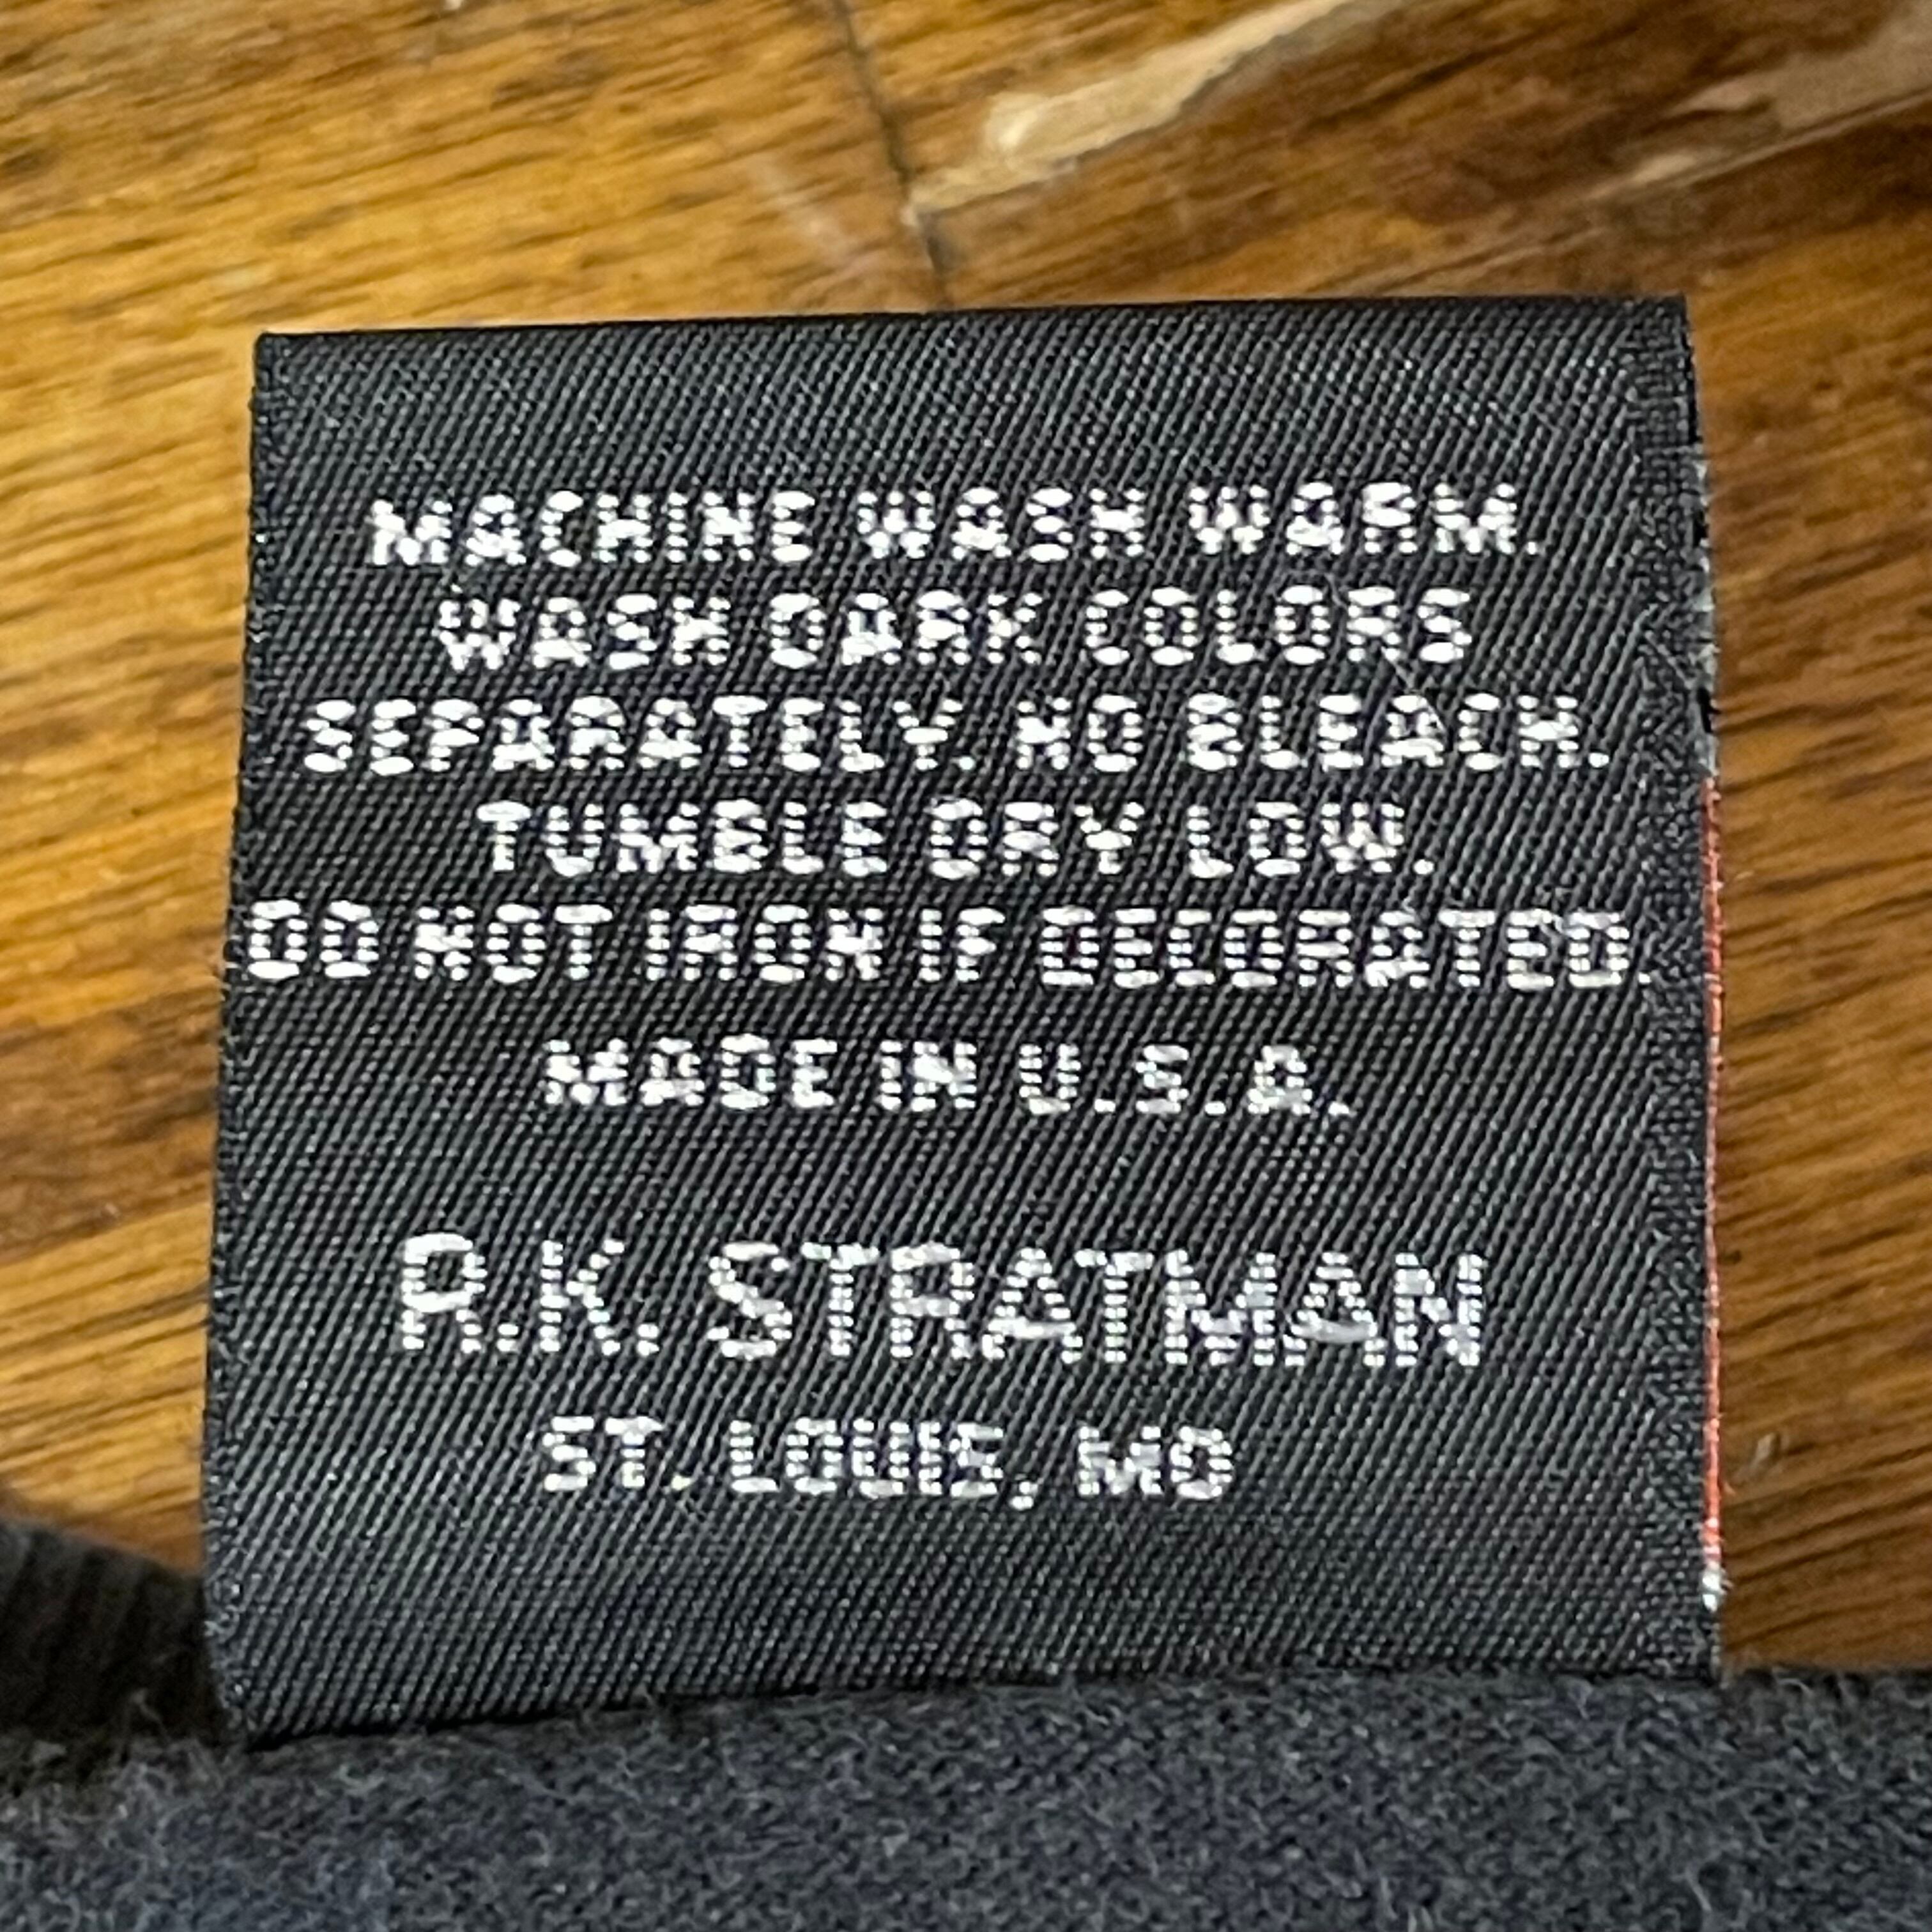 MACHINE WASH WARM.
WASH DARK COLORS
SEPARATELY. NO BLEACH.
TUMBLE DRY LOW.
DO NOT IRON IF DECORATED.
MADE IN U.S.A.
R.K. STRATMAN
ST. LOUIS, MO